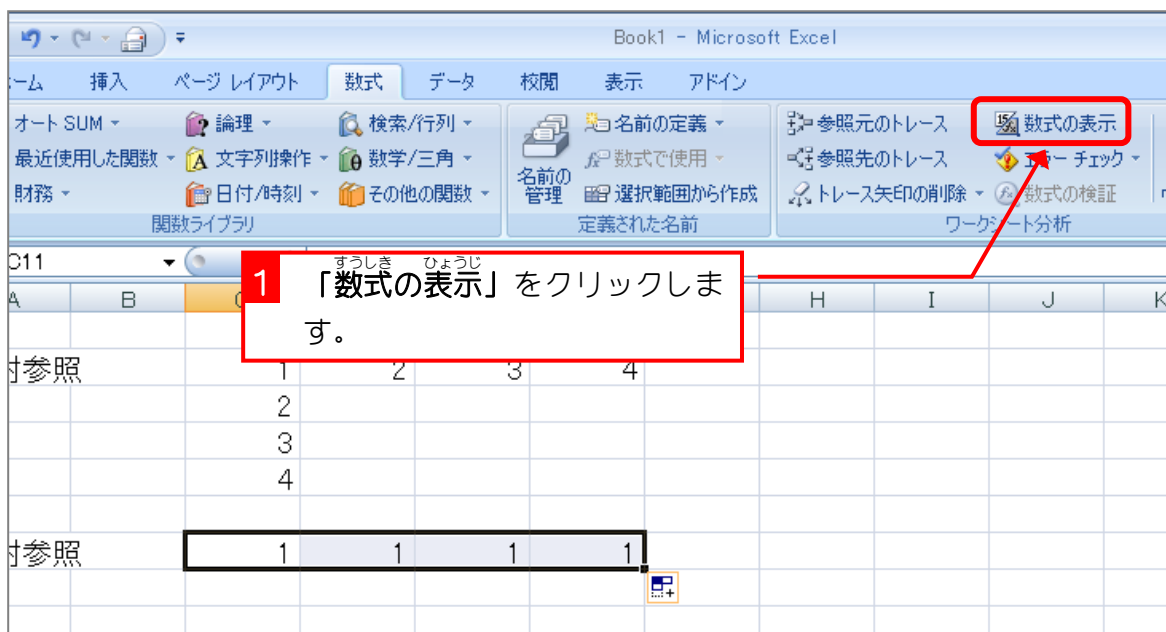 Book1 - Microsoft Excel
ーム 挿入 ページ レイアウト 数式 データ 校閲 表示 アドイン
オート SUM 論理 検索/行列 名前の定義 参照元のトレース 数式の表示
最近使用した関数 文字列操作 数学/三角 数式で使用 参照先のトレース エラー チェック
財務 日付/時刻 その他の関数 名前の管理 選択範囲から作成 トレース矢印の削除 数式の検証
関数ライブラリ 定義された名前 ワークシート分析
C11
すうしき ひょうじ
1 「数式の表示」をクリックしま
す。
A B C H I J K
対参照 1 2 3 4
2
3
4
対参照 1 1 1 1